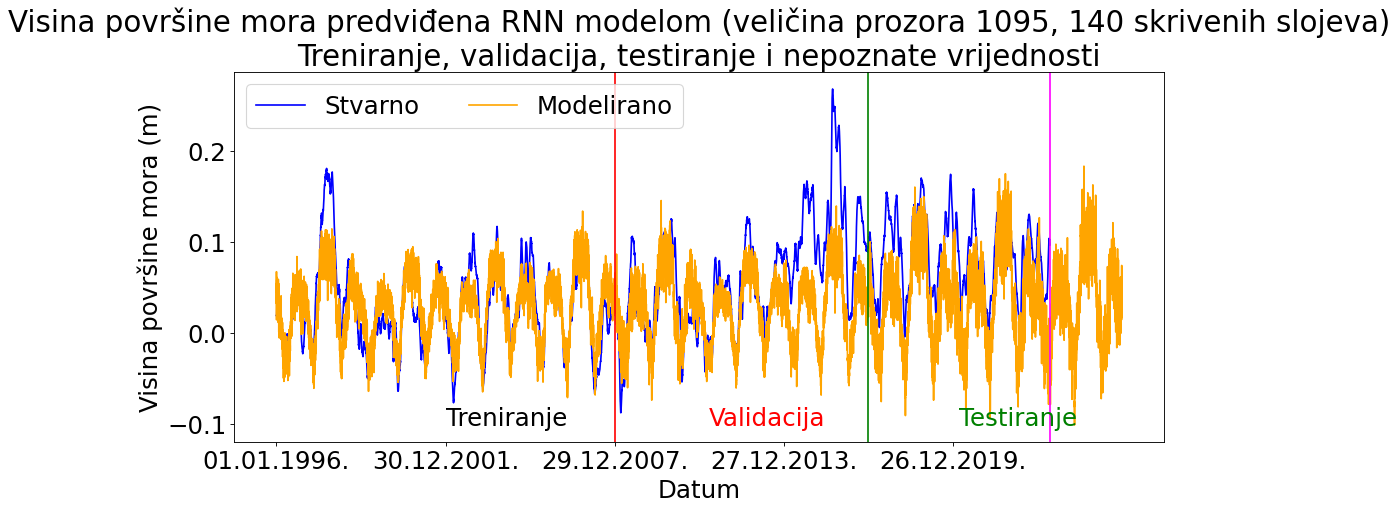 Visina površine mora predviđena RNN modelom (veličina prozora 1095, 140 skrivenih slojeva)
Treniranje, validacija, testiranje i nepoznate vrijednosti
Stvarno
Modelirano
Visina površine mora (m)
0.2
0.1
0.0
−0.1
Treniranje
Validacija
Testiranje
01.01.1996.
30.12.2001.
29.12.2007.
27.12.2013.
26.12.2019.
Datum